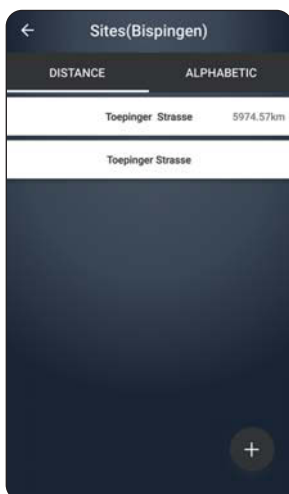 Sites(Bispingen)
DISTANCE ALPHABETIC
Toepinger Strasse 5974.57km
Toepinger Strasse
+